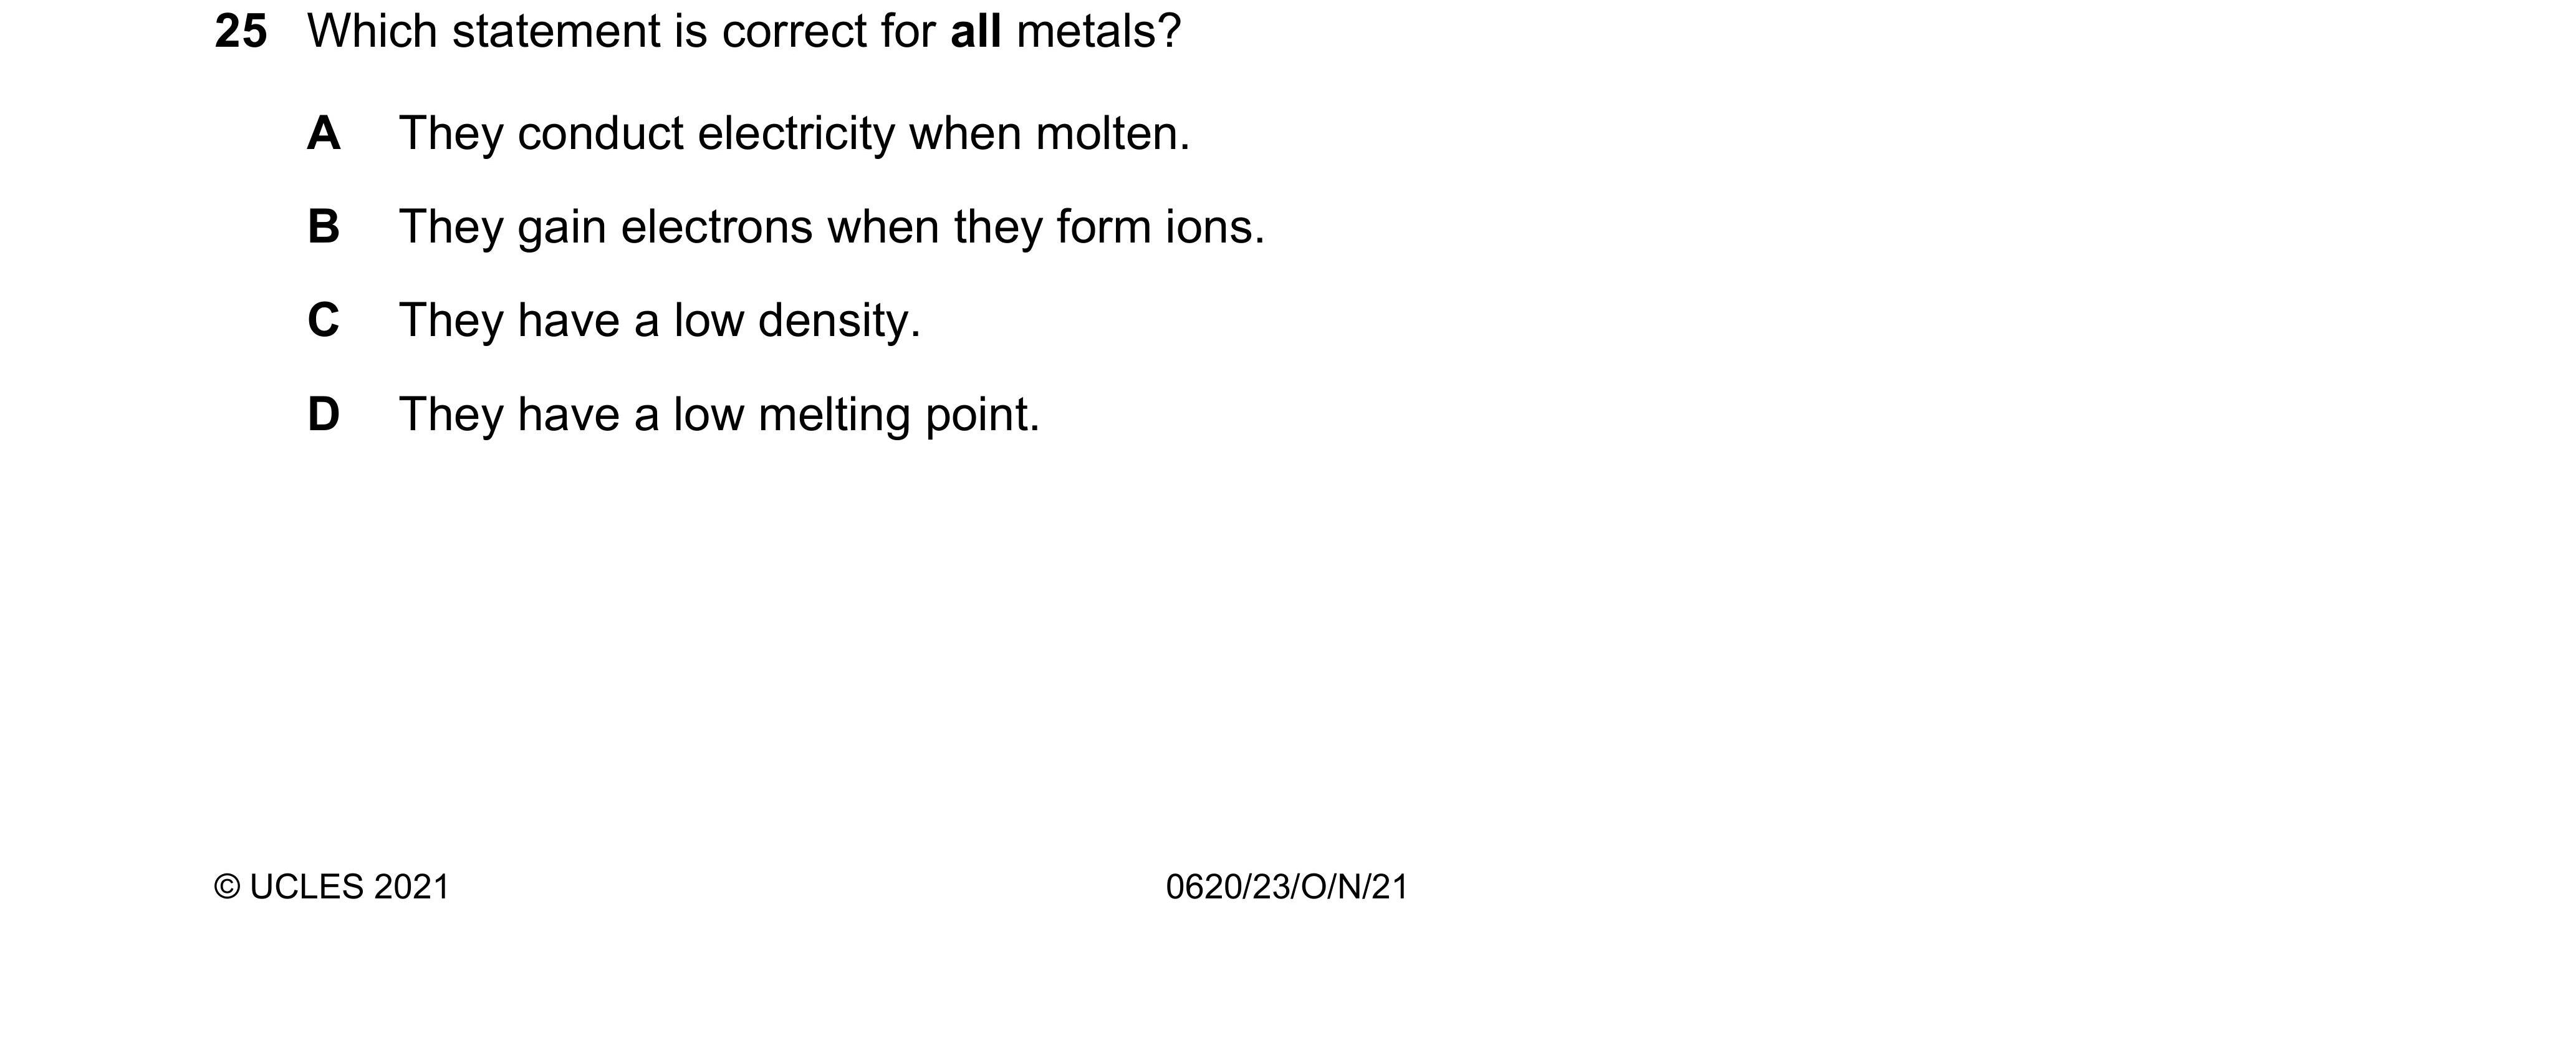 25 Which statement is correct for all metals?
A They conduct electricity when molten.
B They gain electrons when they form ions.
C They have a low density.
D They have a low melting point.
© UCLES 2021 0620/23/O/N/21